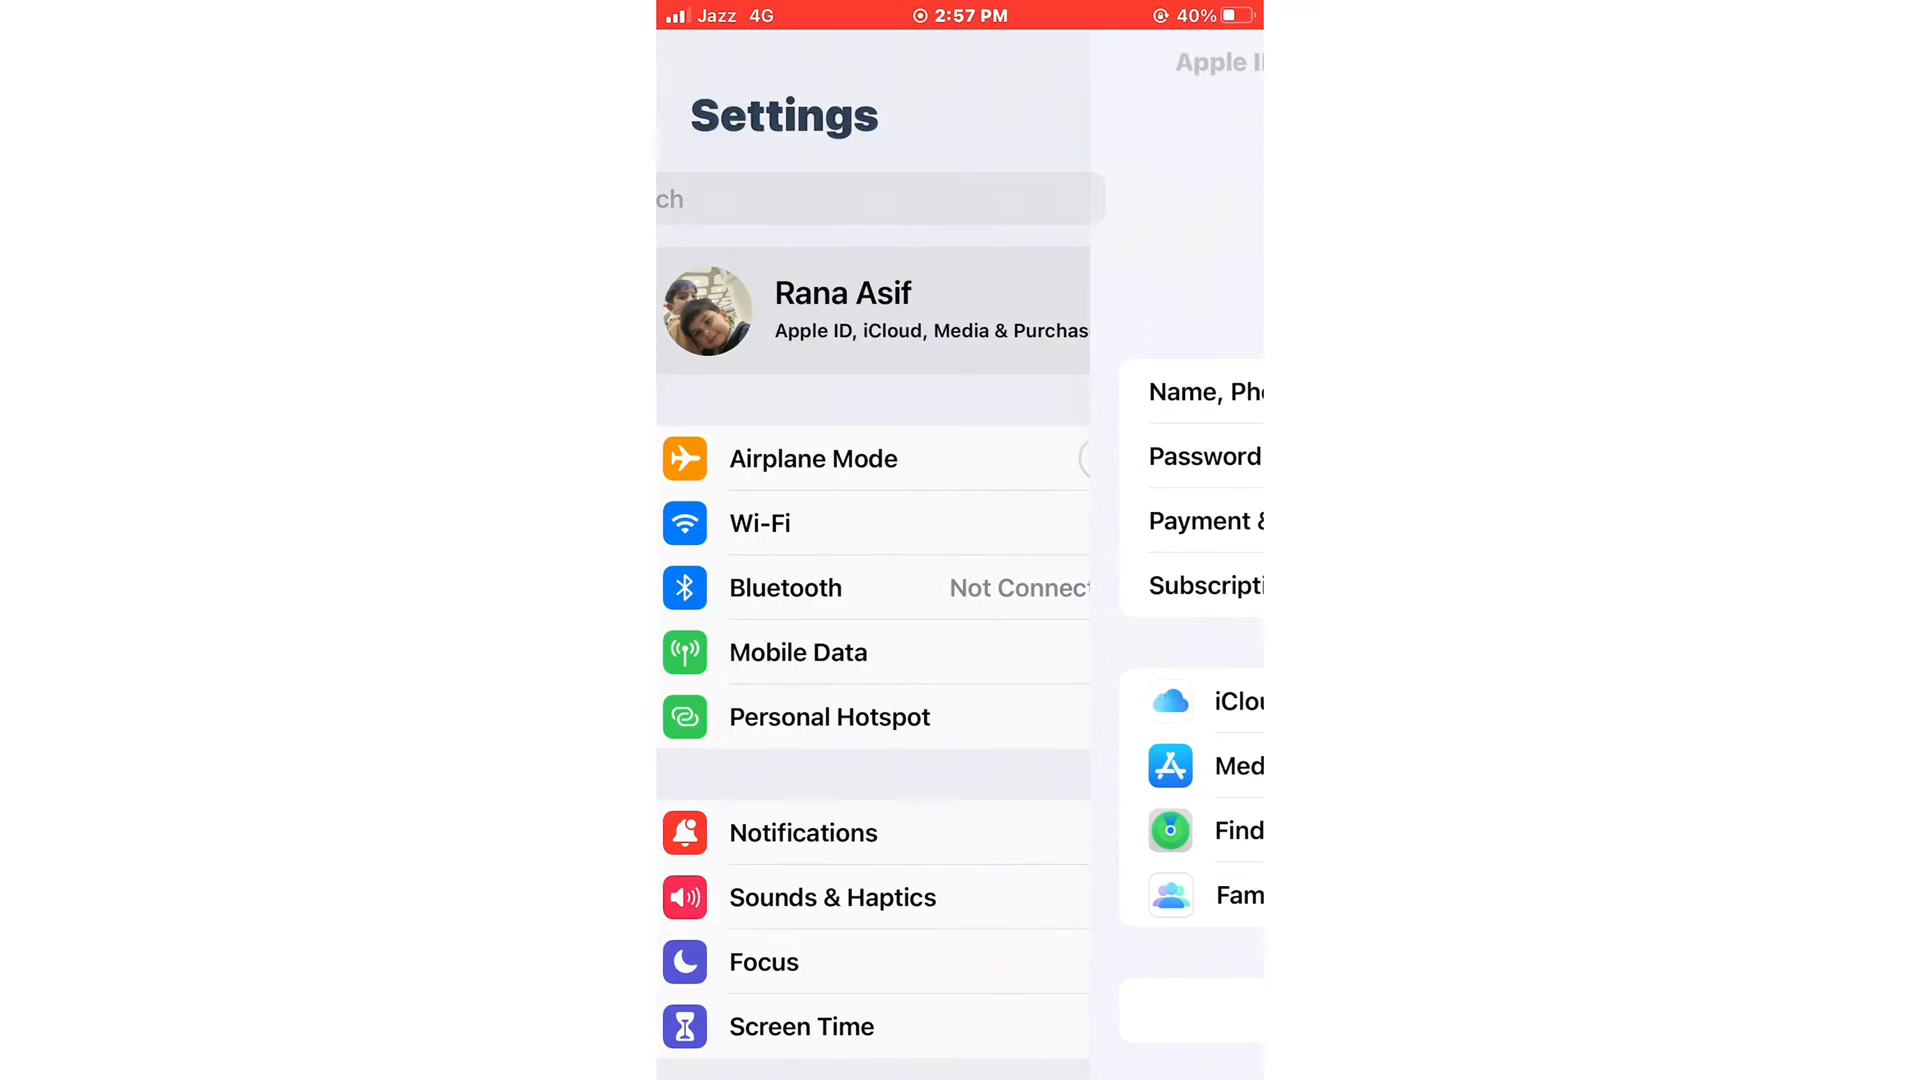 Jazz 4G 2:57 PM 40%
Apple I
Settings
ch
Rana Asif
Apple ID, iCloud, Media & Purchas
Airplane Mode
Wi-Fi
Bluetooth Not Connect
Mobile Data
Personal Hotspot
Notifications
Sounds & Haptics
Focus
Screen Time
Name, Pho
Password
Payment &
Subscripti
iClou
Med
Find
Fam